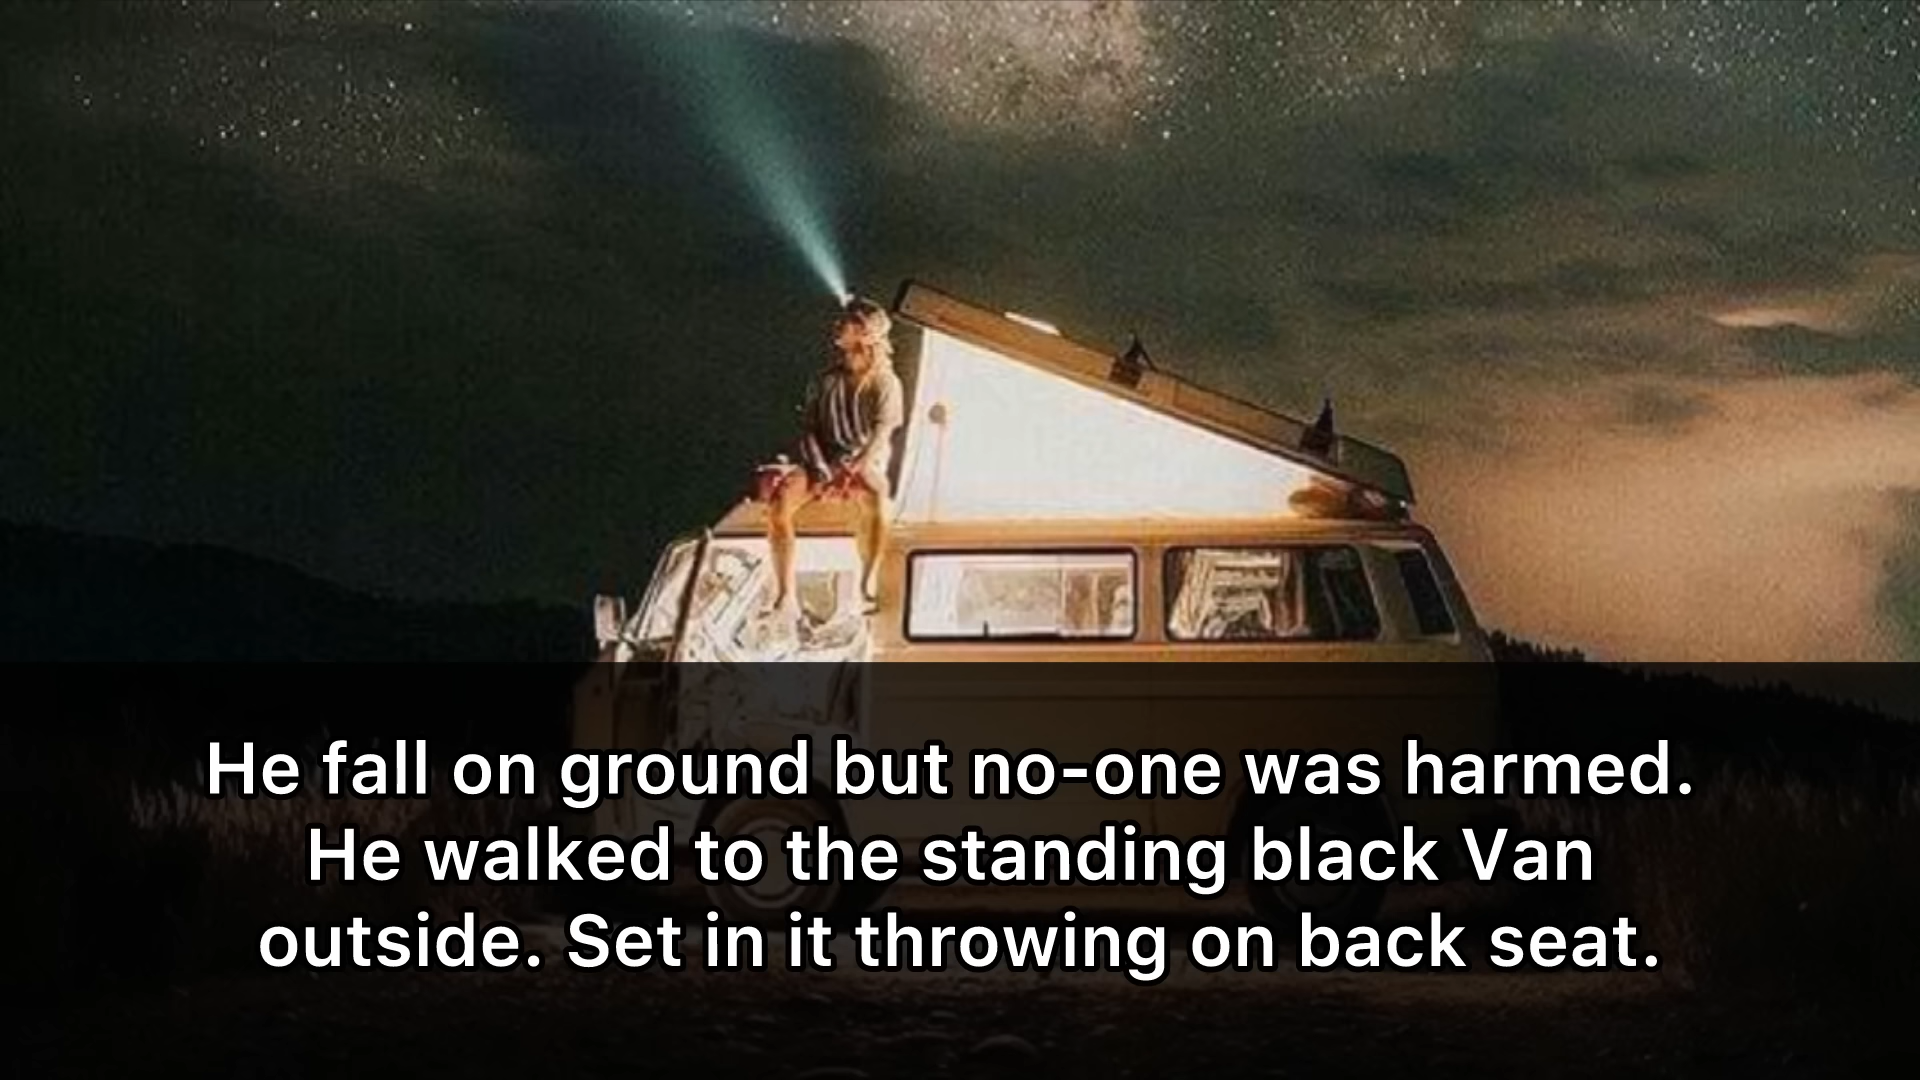 He fall on ground but no-one was harmed.
He walked to the standing black Van
outside. Set in it throwing on back seat.